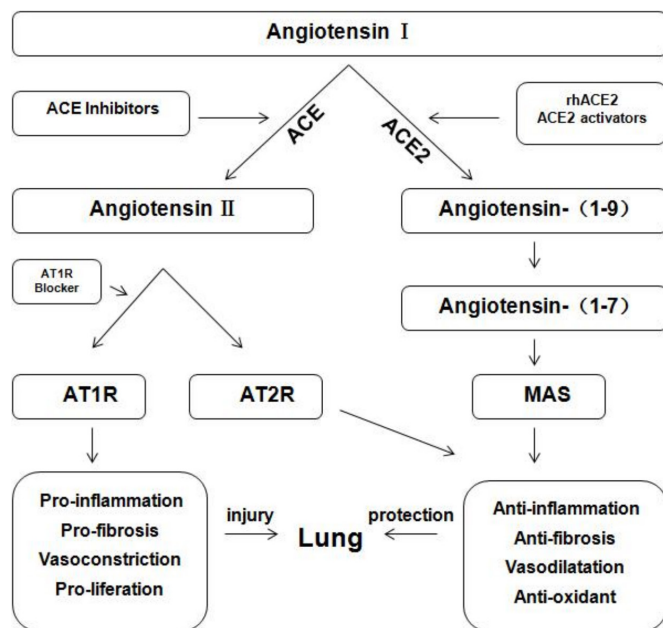 Angiotensin Ⅰ
ACE Inhibitors
ACE
ACE2
rhACE2
ACE2 activators
Angiotensin Ⅱ
Angiotensin-（1-9）
AT1R
Blocker
Angiotensin-（1-7）
AT1R
AT2R
MAS
Pro-inflammation
Pro-fibrosis
Vasoconstriction
Pro-liferation
injury
Lung
protection
Anti-inflammation
Anti-fibrosis
Vasodilatation
Anti-oxidant